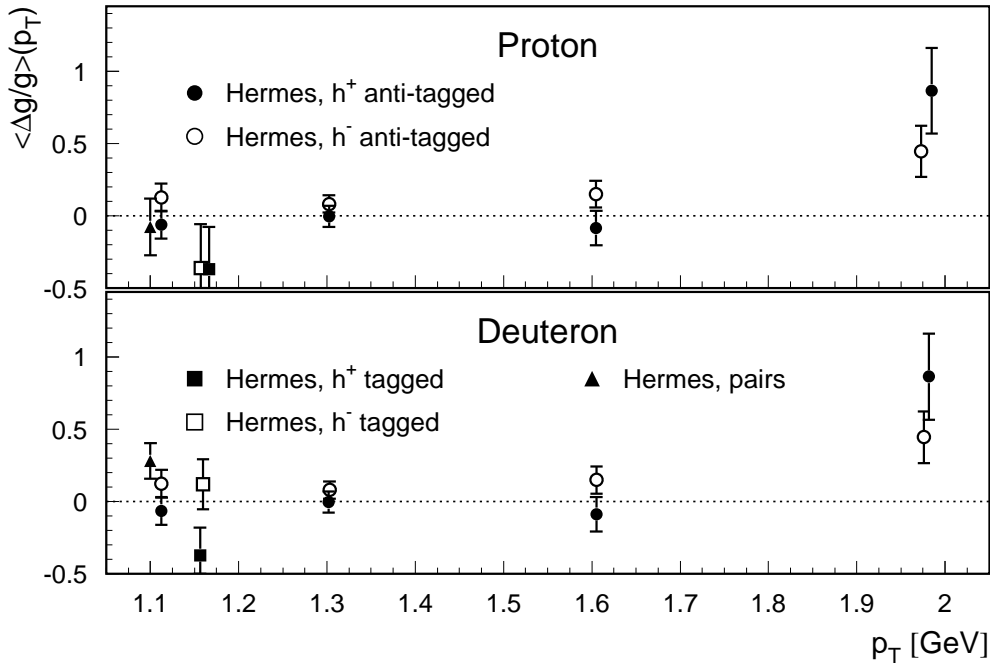 <Δg/g>(p_T)
Proton
1
Hermes, h^+ anti-tagged
Hermes, h^- anti-tagged
0.5
0
-0.5
Deuteron
1
Hermes, h^+ tagged
Hermes, pairs
Hermes, h^- tagged
0.5
0
-0.5
1.1 1.2 1.3 1.4 1.5 1.6 1.7 1.8 1.9 2
p_T [GeV]